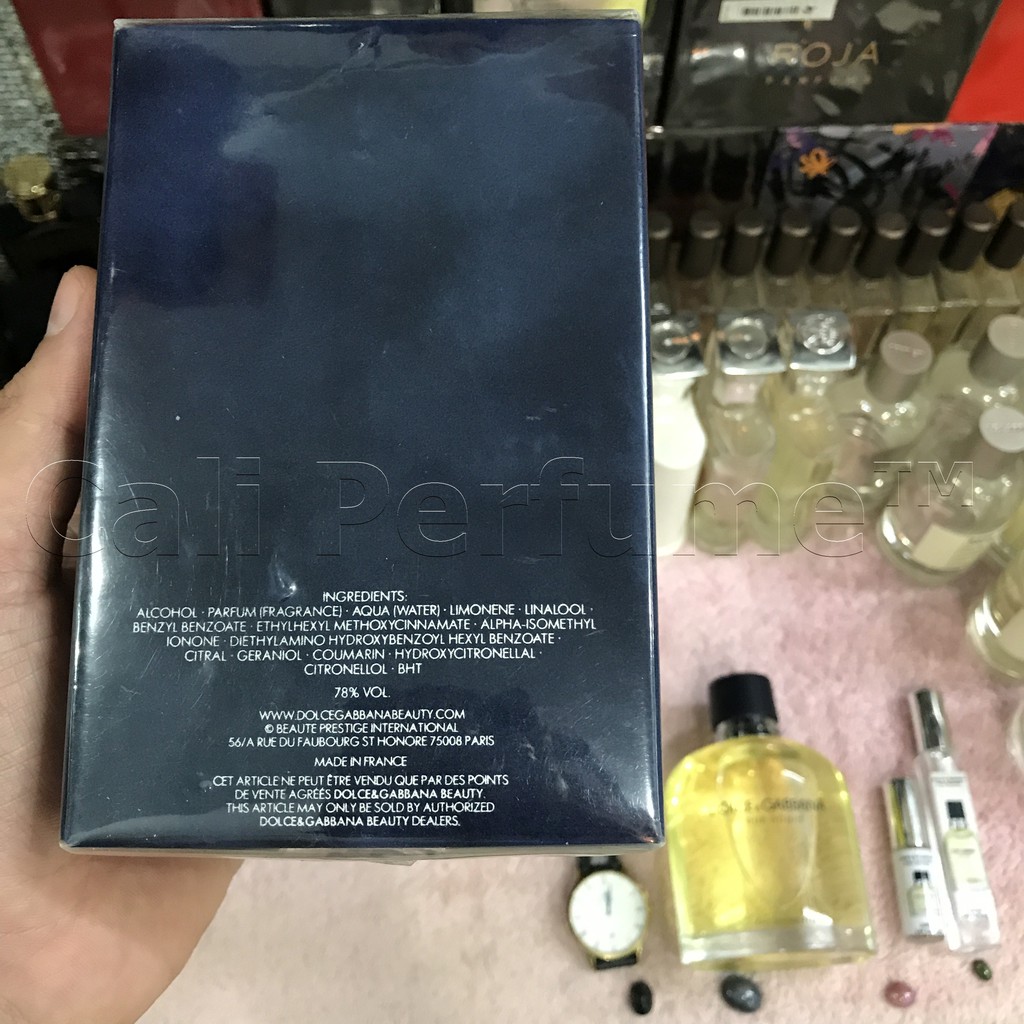 ROJA
PARFUMS
Cali Perfume™
INGREDIENTS:
ALCOHOL · PARFUM (FRAGRANCE) · AQUA (WATER) · LIMONENE · LINALOOL ·
BENZYL BENZOATE · ETHYLHEXYL METHOXYCINNAMATE · ALPHA-ISOMETHYL
IONONE · DIETHYLAMINO HYDROXYBENZOYL HEXYL BENZOATE ·
CITRAL · GERANIOL · COUMARIN · HYDROXYCITRONELLAL ·
CITRONELLOL · BHT
78% VOL.
WWW.DOLCEGABBANABEAUTY.COM
© BEAUTE PRESTIGE INTERNATIONAL
56/A RUE DU FAUBOURG ST HONORE 75008 PARIS
MADE IN FRANCE
CET ARTICLE NE PEUT ÊTRE VENDU QUE PAR DES POINTS
DE VENTE AGRÉÉS DOLCE&GABBANA BEAUTY.
THIS ARTICLE MAY ONLY BE SOLD BY AUTHORIZED
DOLCE&GABBANA BEAUTY DEALERS.
DOLCE&GABBANA